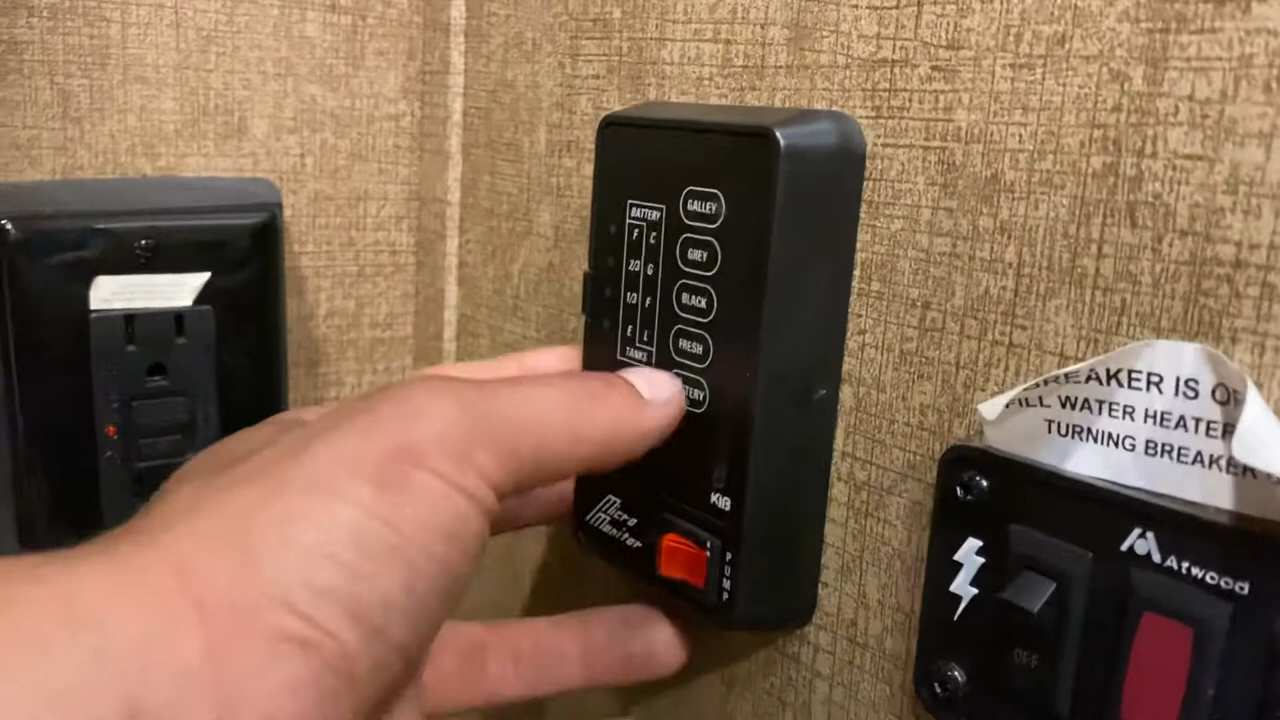 BATTERY
F C
2/3 G
1/3 F
E L
TANKS
GALLEY
GREY
BLACK
FRESH
TERY
KIB
Micro
Monitor
PUMP
BREAKER IS
FILL WATER HEATER
TURNING BREAKER
Atwood
OFF